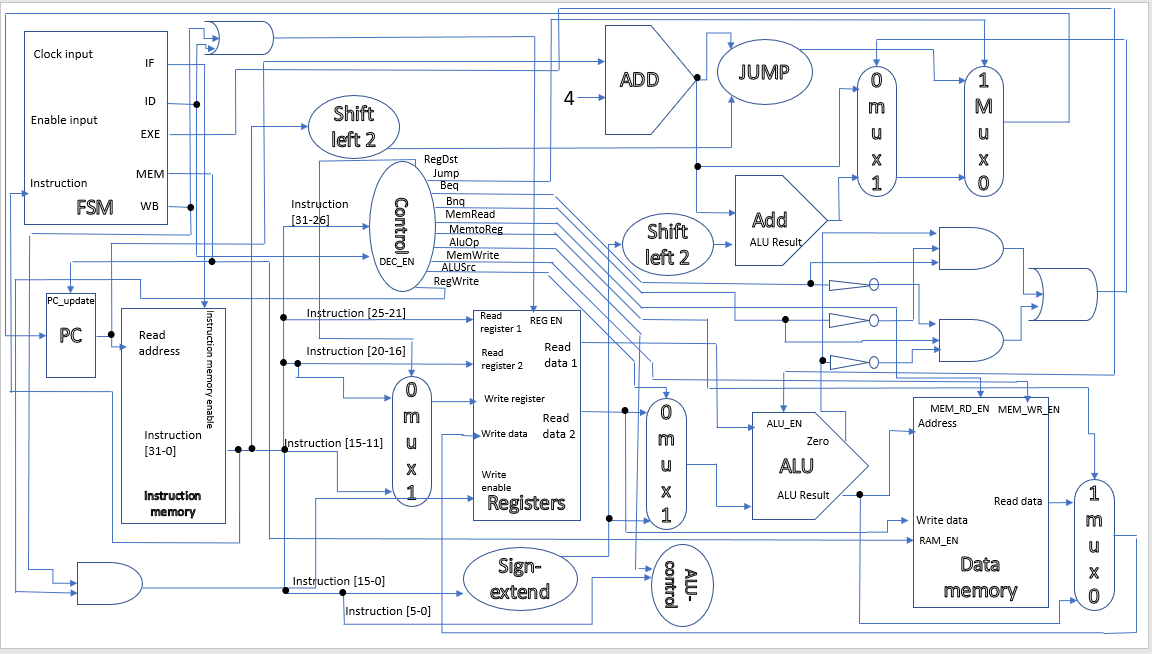 Clock input
IF
ID
Enable input
EXE
MEM
Instruction
WB
FSM
Shift
left 2
4
ADD
JUMP
0
m
u
x
1
1
M
u
x
0
RegDst
Jump
Beq
Bnq
MemRead
MemtoReg
AluOp
MemWrite
ALUSrc
RegWrite
Control
DEC_EN
Instruction
[31-26]
Shift
left 2
Add
ALU Result
PC_update
PC
Read
address
Instruction memory enable
Instruction
[31-0]
Instruction
memory
Instruction [25-21]
Instruction [20-16]
Instruction [15-11]
0
m
u
x
1
Read
register 1
REG EN
Read
register 2
Read
data 1
Write register
Read
data 2
Write data
Write
enable
Registers
0
m
u
x
1
ALU_EN
Zero
ALU
ALU Result
MEM_RD_EN
MEM_WR_EN
Address
Read data
Write data
RAM_EN
Data
memory
1
m
u
x
0
Instruction [15-0]
Instruction [5-0]
Sign-
extend
ALU-
control